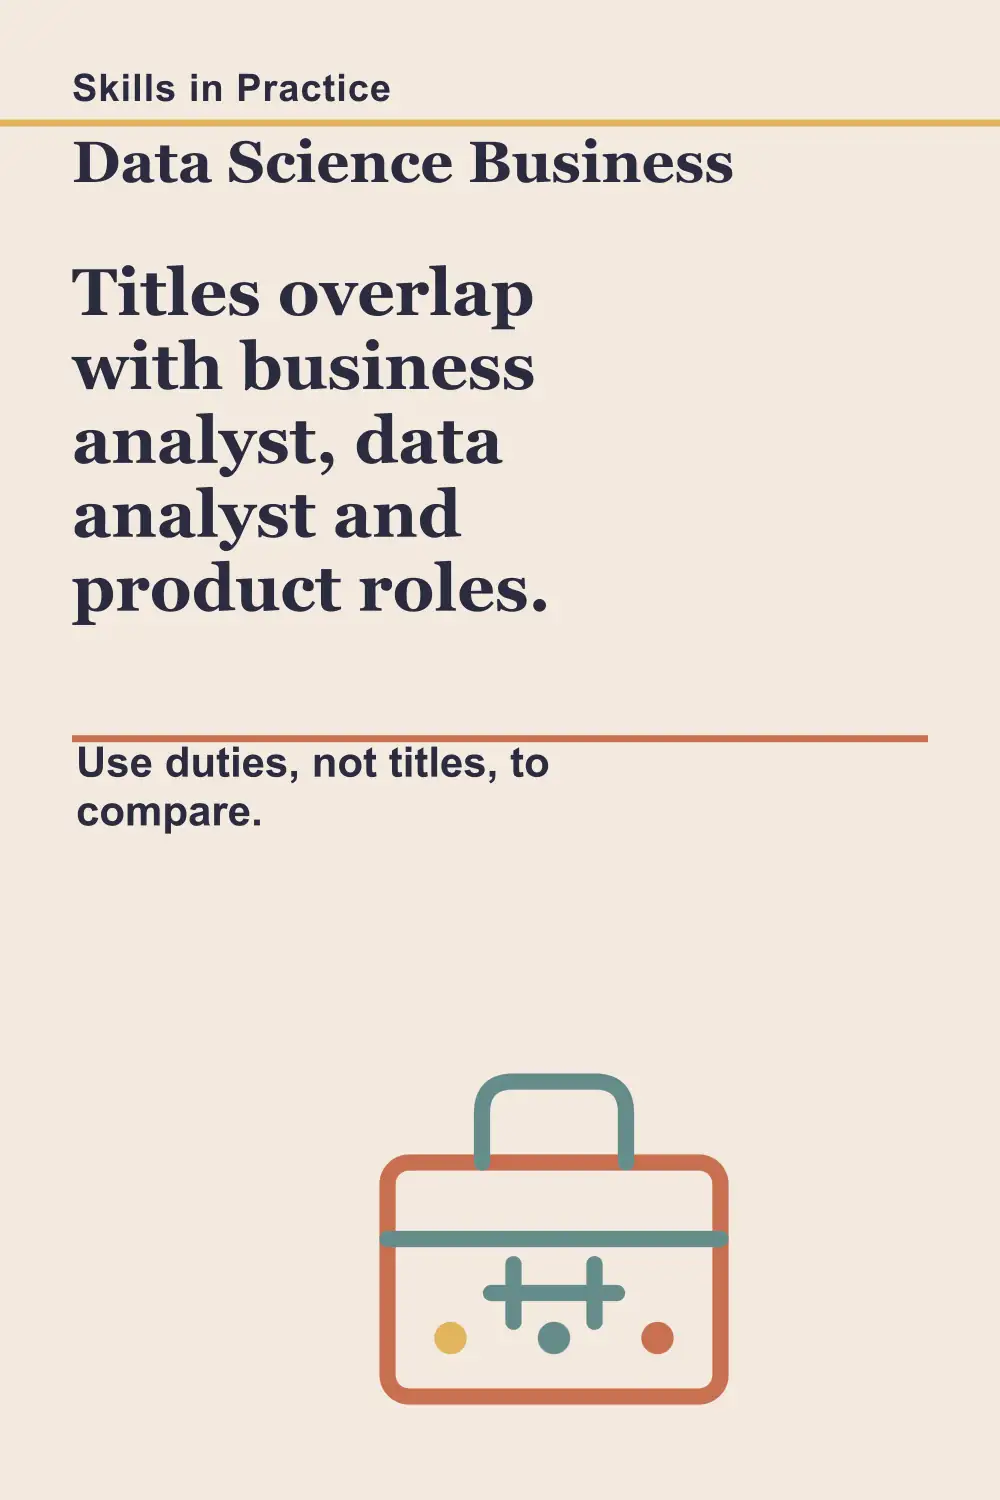 Skills in Practice
Data Science Business
Titles overlap
with business
analyst, data
analyst and
product roles.
Use duties, not titles, to
compare.